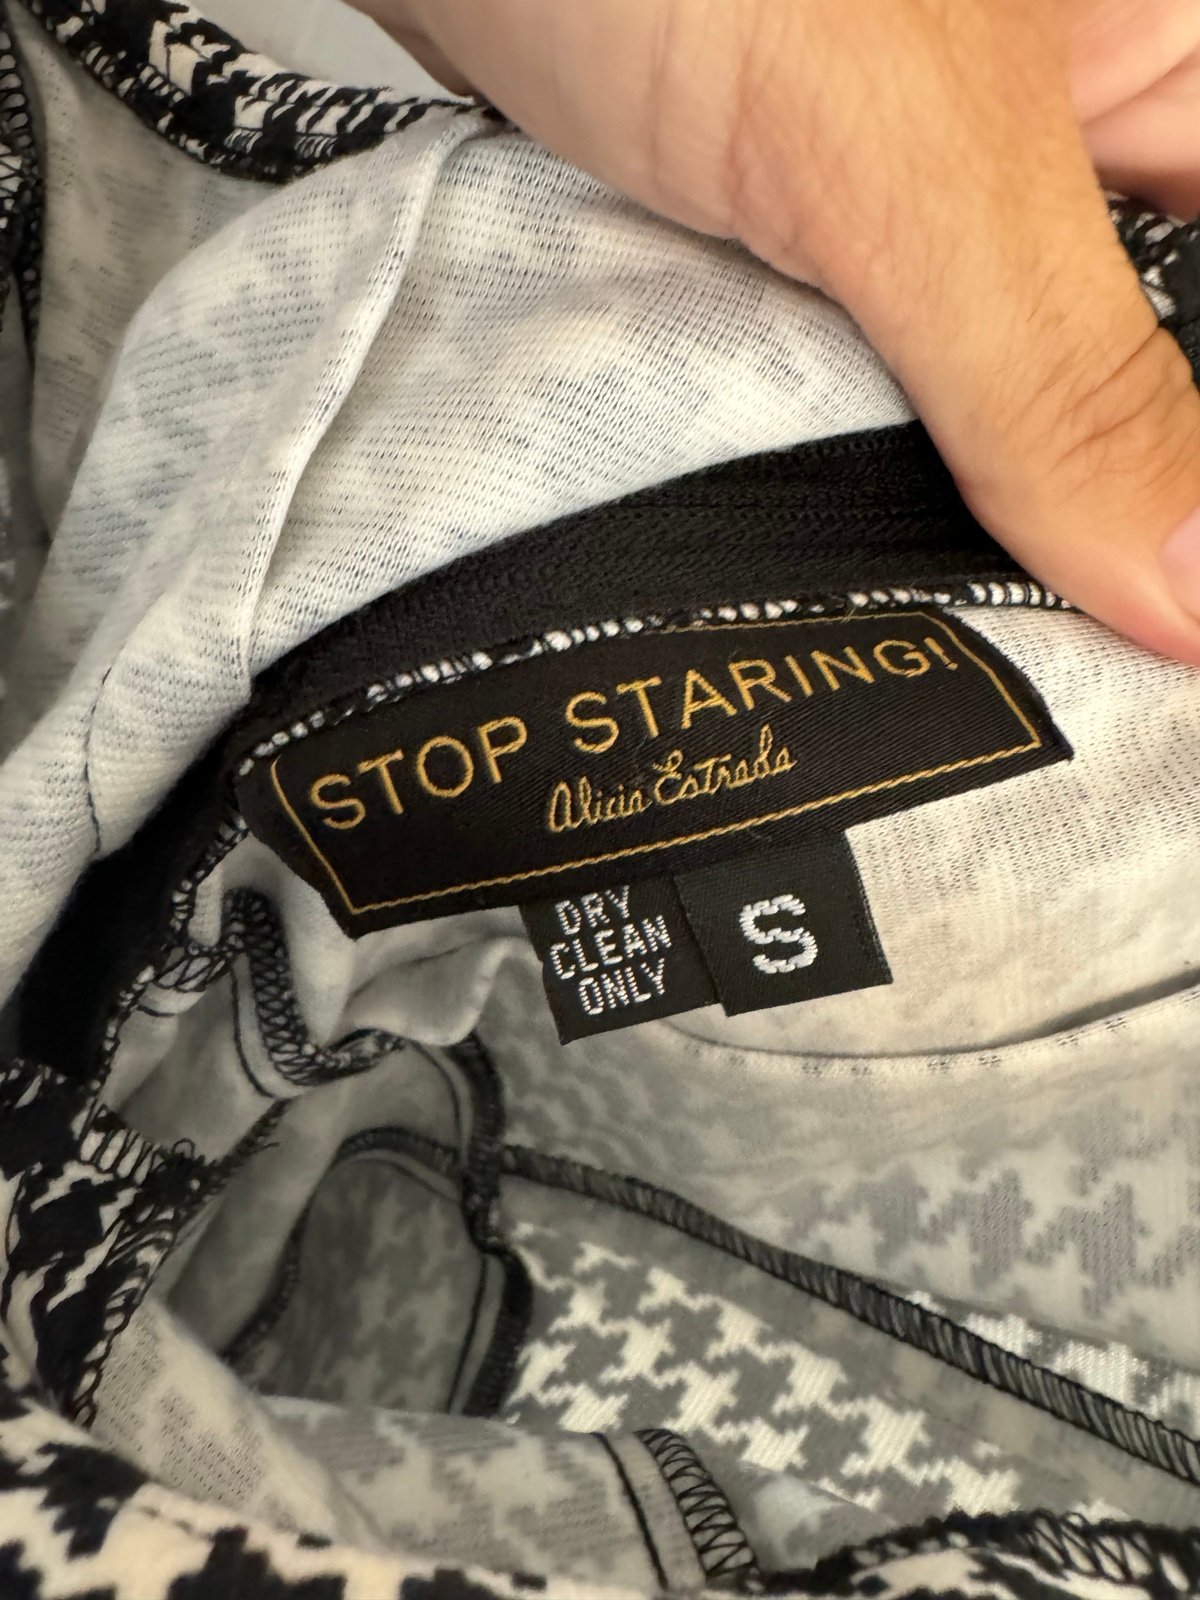 STOP STARING!
Alicia Estrada
DRY
CLEAN
ONLY
S